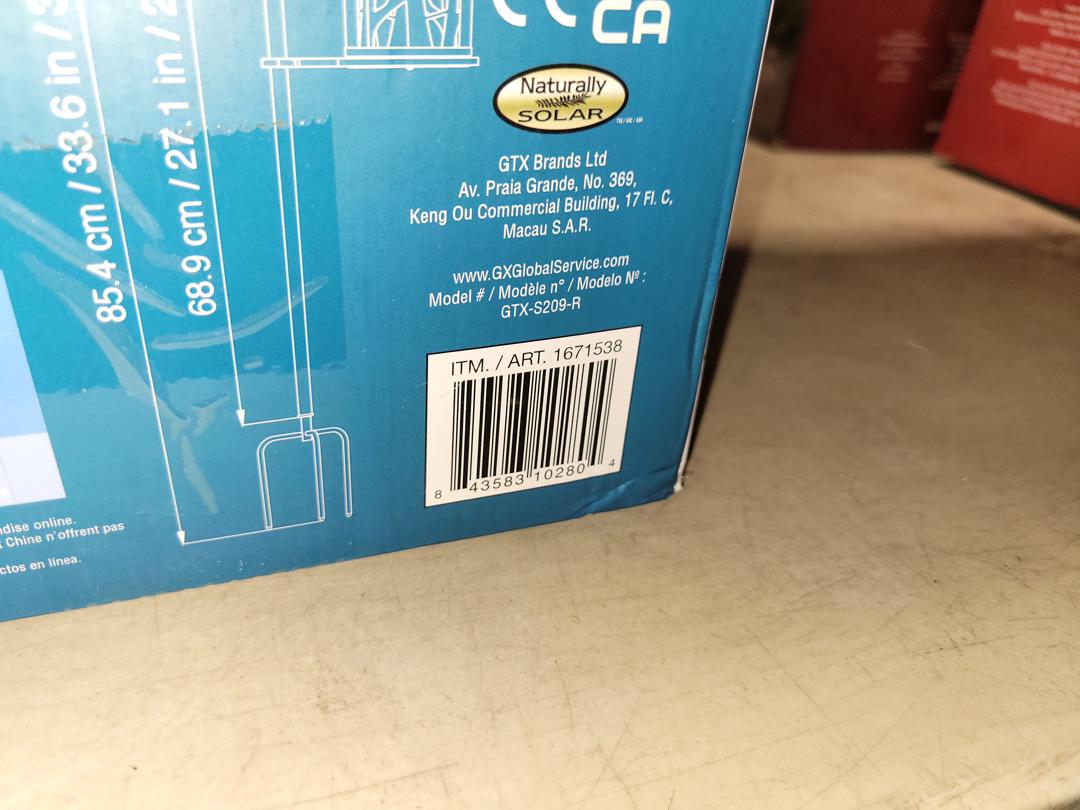 CA
Naturally
SOLAR
GTX Brands Ltd
Av. Praia Grande, No. 369,
Keng Ou Commercial Building, 17 Fl. C,
Macau S.A.R.
www.GXGlobalService.com
Model # / Modèle n° / Modelo Nº :
GTX-S209-R
ITM. / ART. 1671538
8 43583 10280 4
85.4 cm / 33.6 in /
68.9 cm / 27.1 in /
online.
Chine n'offrent pas
en línea.